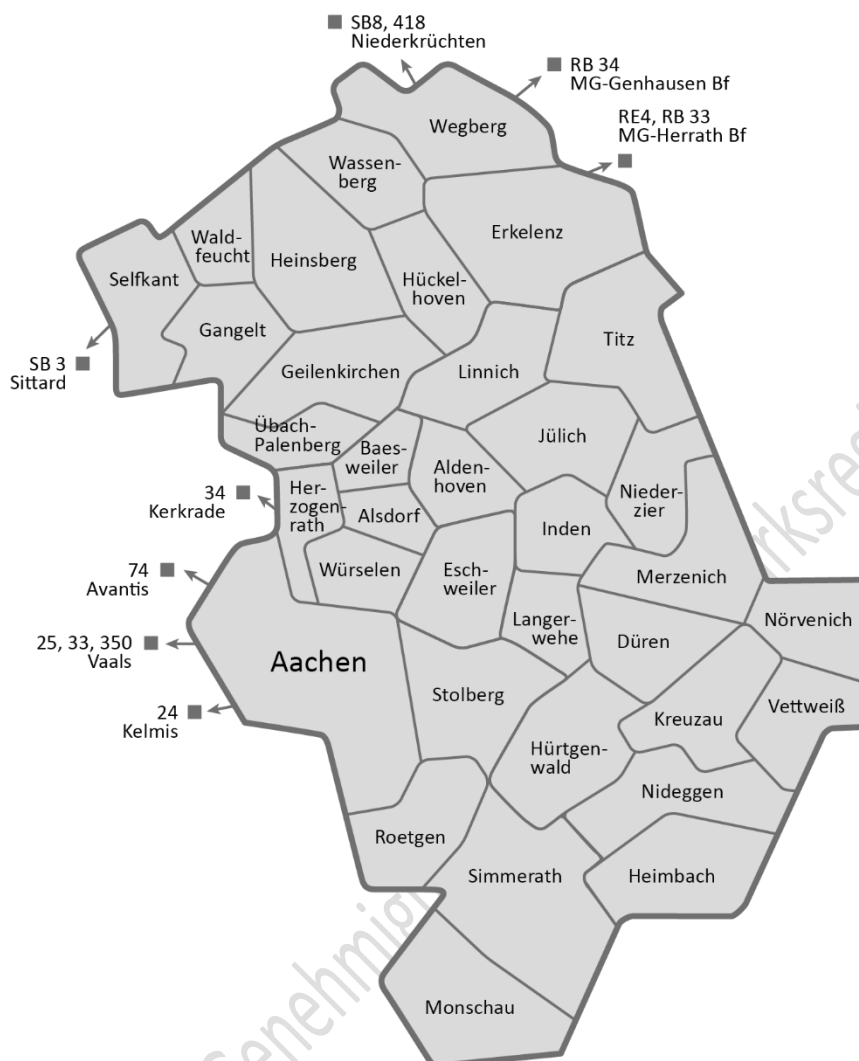 SB8, 418
Niederkrüchten
RB 34
MG-Genhausen Bf
RE4, RB 33
MG-Herrath Bf
Wegberg
Wassen-
berg
Erkelenz
Wald-
feucht
Heinsberg
Selfkant
Hückel-
hoven
Gangelt
Titz
SB 3
Sittard
Geilenkirchen
Linnich
Übach-
Palenberg
Baes-
weiler
Jülich
Alden-
hoven
Her-
zogen-
rath
Nieder-
zier
34
Kerkrade
Alsdorf
Inden
74
Avantis
Würselen
Esch-
weiler
Merzenich
Langer-
wehe
Nörvenich
25, 33, 350
Vaals
Düren
Aachen
Stolberg
24
Kelmis
Kreuzau
Vettweiß
Hürtgen-
wald
Nideggen
Roetgen
Simmerath
Heimbach
Monschau